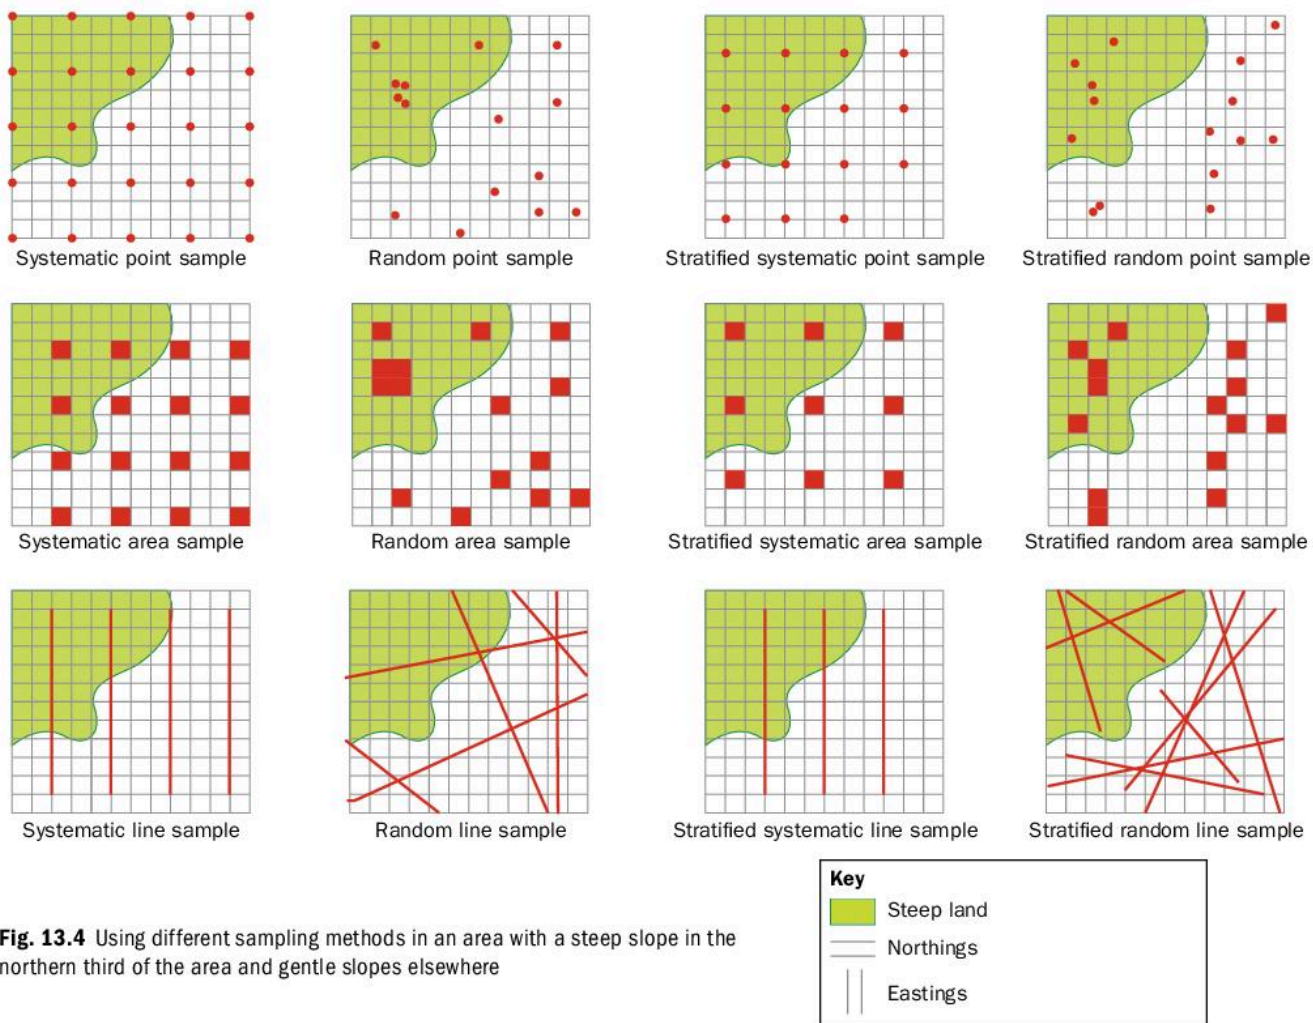 Systematic point sample
Random point sample
Stratified systematic point sample
Stratified random point sample
Systematic area sample
Random area sample
Stratified systematic area sample
Stratified random area sample
Systematic line sample
Random line sample
Stratified systematic line sample
Stratified random line sample
Key
Steep land
Northings
Eastings
Fig. 13.4 Using different sampling methods in an area with a steep slope in the
northern third of the area and gentle slopes elsewhere